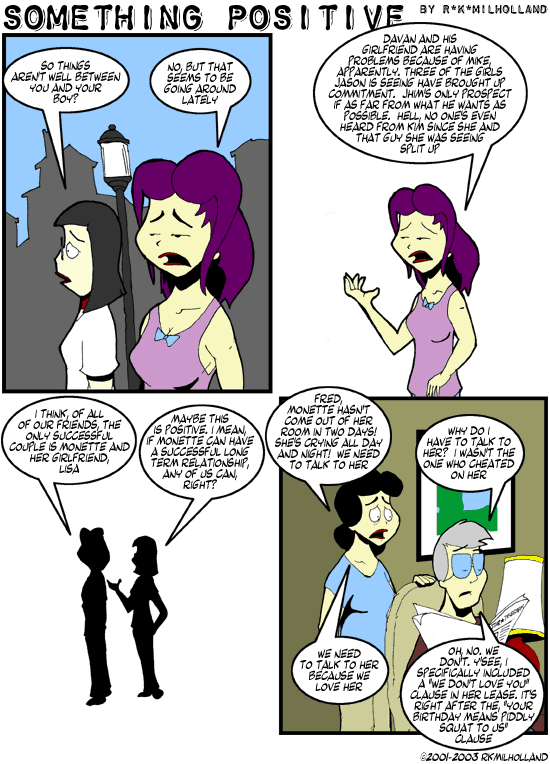 SOMETHING POSITIVE BY R*K*MILHOLLAND
SO THINGS
AREN'T WELL BETWEEN
YOU AND YOUR
BOY?
NO, BUT THAT
SEEMS TO BE
GOING AROUND
LATELY
DAVAN AND HIS
GIRLFRIEND ARE HAVING
PROBLEMS BECAUSE OF MIKE,
APPARENTLY. THREE OF THE GIRLS
JASON IS SEEING HAVE BROUGHT UP
COMMITMENT. JHIM'S ONLY PROSPECT
IF AS FAR FROM WHAT HE WANTS AS
POSSIBLE. HELL, NO ONE'S EVEN
HEARD FROM KIM SINCE SHE AND
THAT GUY SHE WAS SEEING
SPLIT UP
I THINK, OF ALL
OF OUR FRIENDS, THE
ONLY SUCCESSFUL
COUPLE IS MONETTE AND
HER GIRLFRIEND,
LISA
MAYBE THIS
IS POSITIVE. I MEAN,
IF MONETTE CAN HAVE
A SUCCESSFUL LONG
TERM RELATIONSHIP,
ANY OF US CAN,
RIGHT?
FRED,
MONETTE HASN'T
COME OUT OF HER
ROOM IN TWO DAYS!
SHE'S CRYING ALL DAY
AND NIGHT! WE NEED
TO TALK TO HER
WHY DO I
HAVE TO TALK TO
HER? I WASN'T THE
ONE WHO CHEATED
ON HER
WE NEED
TO TALK TO HER
BECAUSE WE
LOVE HER
OH, NO. WE
DON'T. Y'SEE, I
SPECIFICALLY INCLUDED
A "WE DON'T LOVE YOU"
CLAUSE IN HER LEASE. IT'S
RIGHT AFTER THE, "YOUR
BIRTHDAY MEANS PIDDLY
SQUAT TO US"
CLAUSE
©2001-2003 RKMILHOLLAND